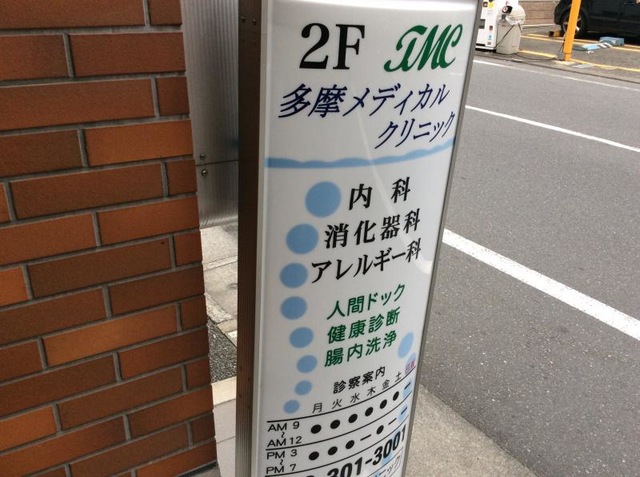 2F TMC
多摩メディカル
クリニック
内科
消化器科
アレルギー科
人間ドック
健康診断
腸内洗浄
診察案内
月 火 水 木 金 土
AM 9 ● ● ● ● ● ●
～
AM 12
PM 3 ● ● ● － ● －
～
PM 7
301-3001